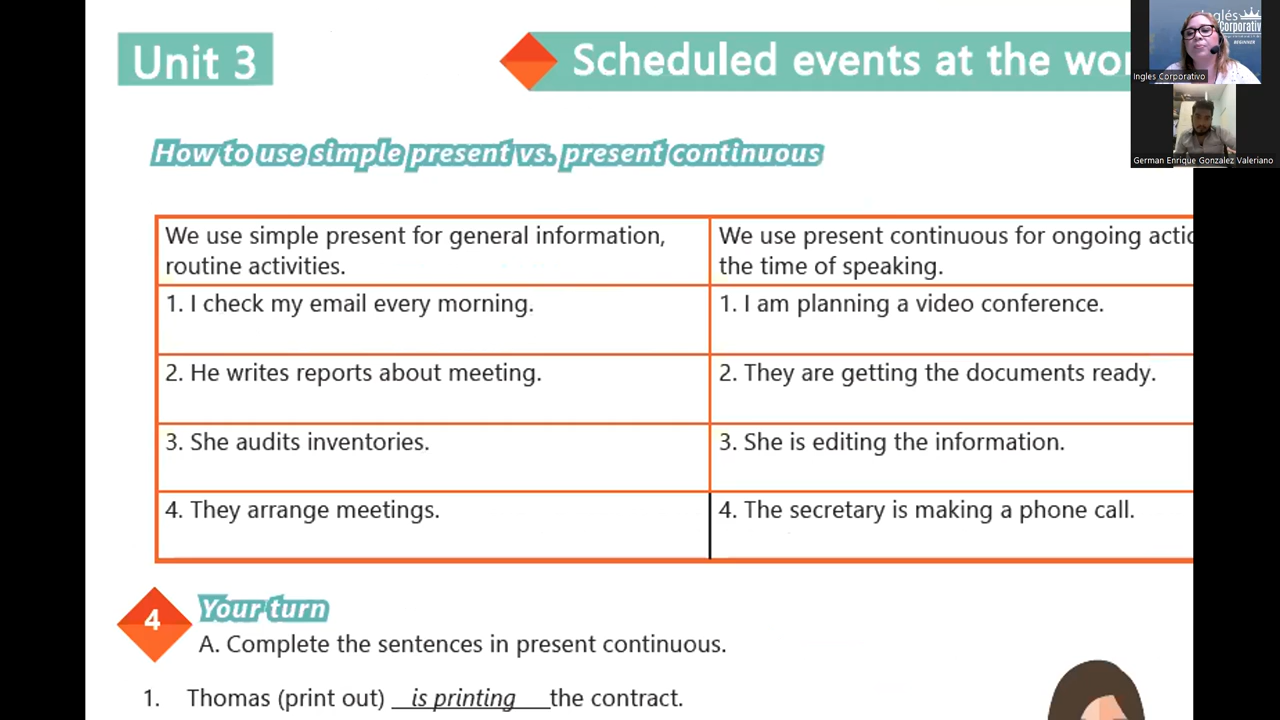 Unit 3
Scheduled events at the wor
How to use simple present vs. present continuous
We use simple present for general information,
routine activities.
We use present continuous for ongoing actio
the time of speaking.
1. I check my email every morning.
1. I am planning a video conference.
2. He writes reports about meeting.
2. They are getting the documents ready.
3. She audits inventories.
3. She is editing the information.
4. They arrange meetings.
4. The secretary is making a phone call.
4
Your turn
A. Complete the sentences in present continuous.
1. Thomas (print out) __is printing___the contract.
Inglés
Corporativo
BEGINNER
Ingles Corporativo
German Enrique Gonzalez Valeriano